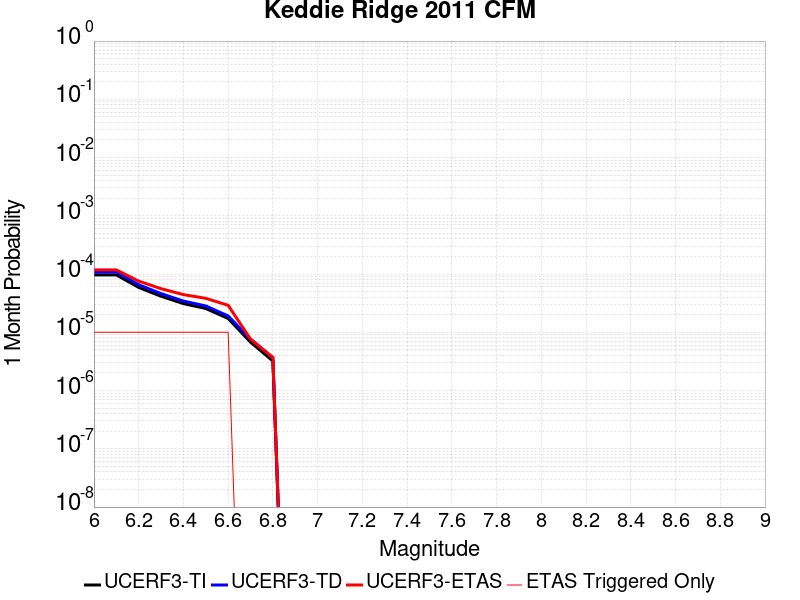 Keddie Ridge 2011 CFM
10^0
10^-1
10^-2
10^-3
10^-4
10^-5
10^-6
10^-7
10^-8
1 Month Probability
6 6.2 6.4 6.6 6.8 7 7.2 7.4 7.6 7.8 8 8.2 8.4 8.6 8.8 9
Magnitude
UCERF3-TI UCERF3-TD UCERF3-ETAS ETAS Triggered Only